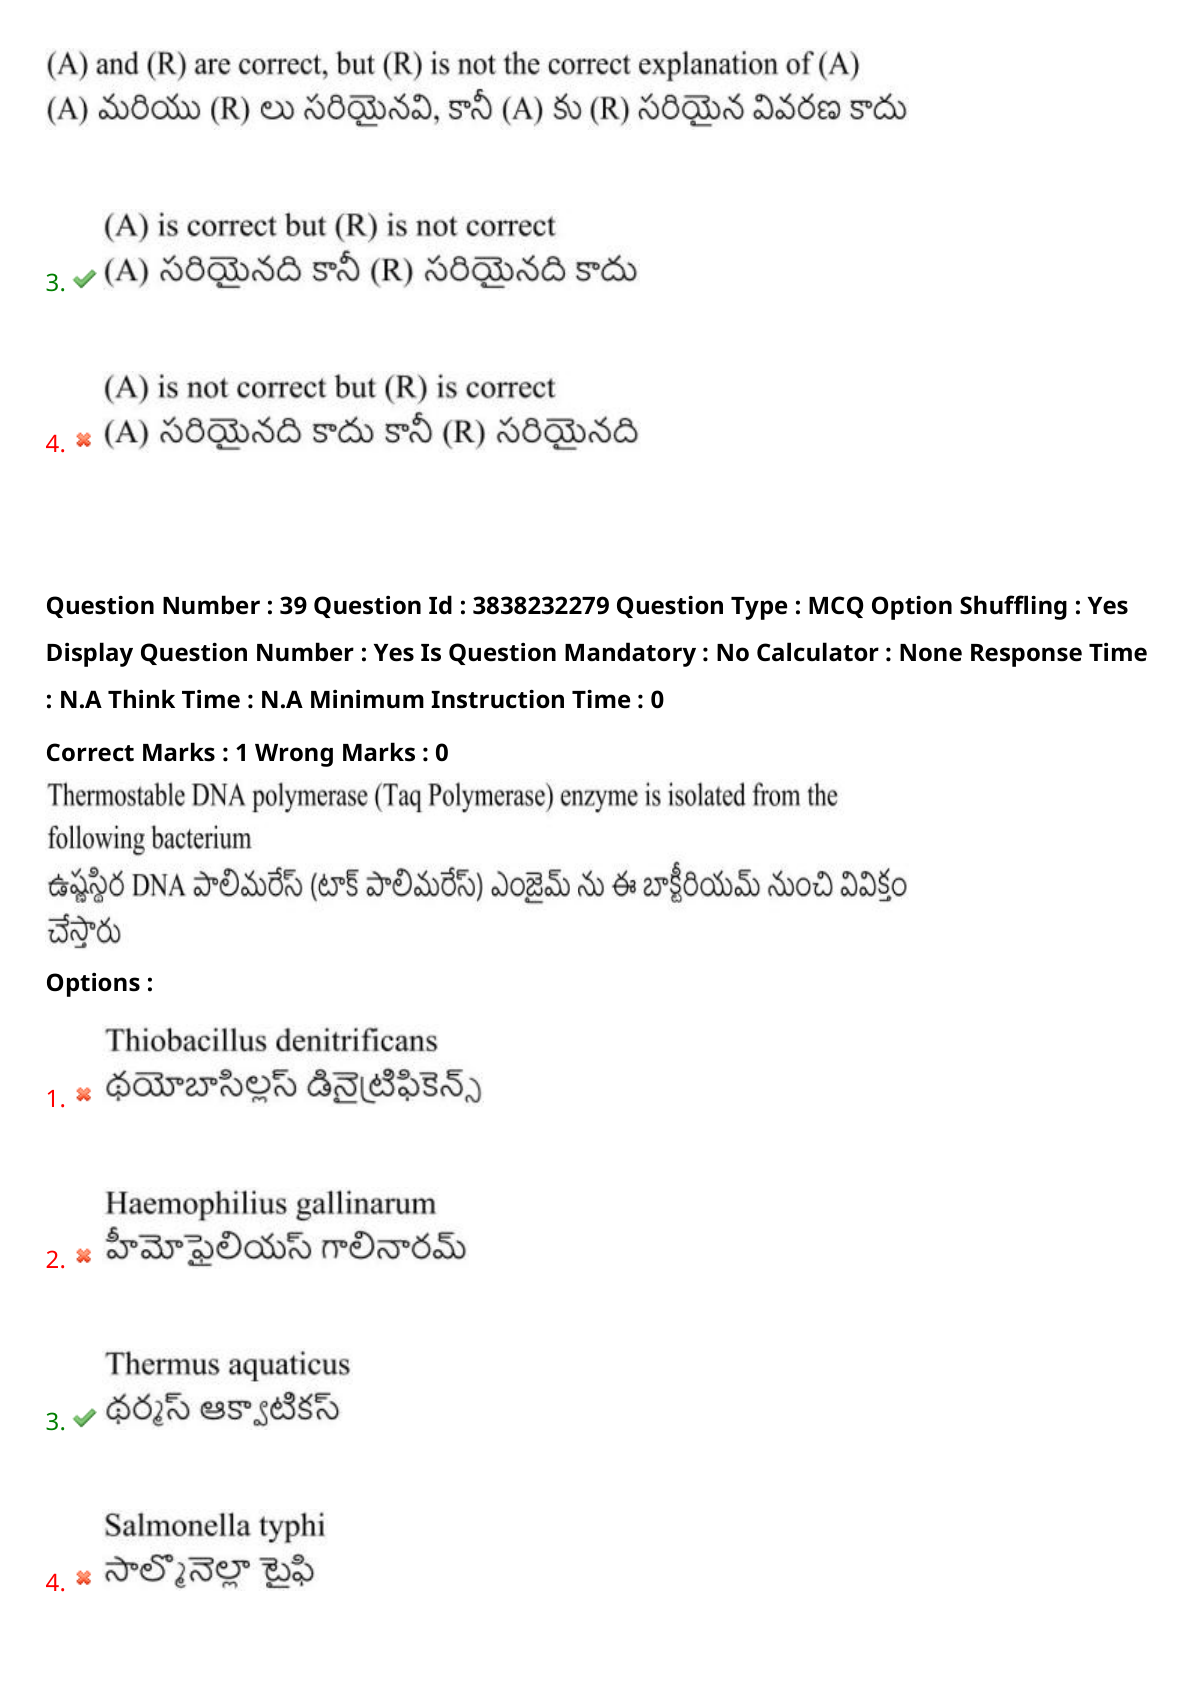 (A) and (R) are correct, but (R) is not the correct explanation of (A)
(A) మరియు (R) లు సరియైనవి, కానీ (A) కు (R) సరియైన వివరణ కాదు
(A) is correct but (R) is not correct
3. (A) సరియైనది కానీ (R) సరియైనది కాదు
(A) is not correct but (R) is correct
4. (A) సరియైనది కాదు కానీ (R) సరియైనది
Question Number : 39 Question Id : 3838232279 Question Type : MCQ Option Shuffling : Yes
Display Question Number : Yes Is Question Mandatory : No Calculator : None Response Time
: N.A Think Time : N.A Minimum Instruction Time : 0
Correct Marks : 1 Wrong Marks : 0
Thermostable DNA polymerase (Taq Polymerase) enzyme is isolated from the
following bacterium
ఉష్ణస్థిర DNA పాలిమరేస్ (టాక్ పాలిమరేస్) ఎంజైమ్ ను ఈ బాక్టీరియమ్ నుంచి వివిక్తం
చేస్తారు
Options :
Thiobacillus denitrificans
1. థయోబాసిల్లస్ డినైట్రిఫికెన్స్
Haemophilius gallinarum
2. హీమోఫైలియస్ గాలినారమ్
Thermus aquaticus
3. థర్మస్ ఆక్వాటికస్
Salmonella typhi
4. సాల్మొనెల్లా టైఫి